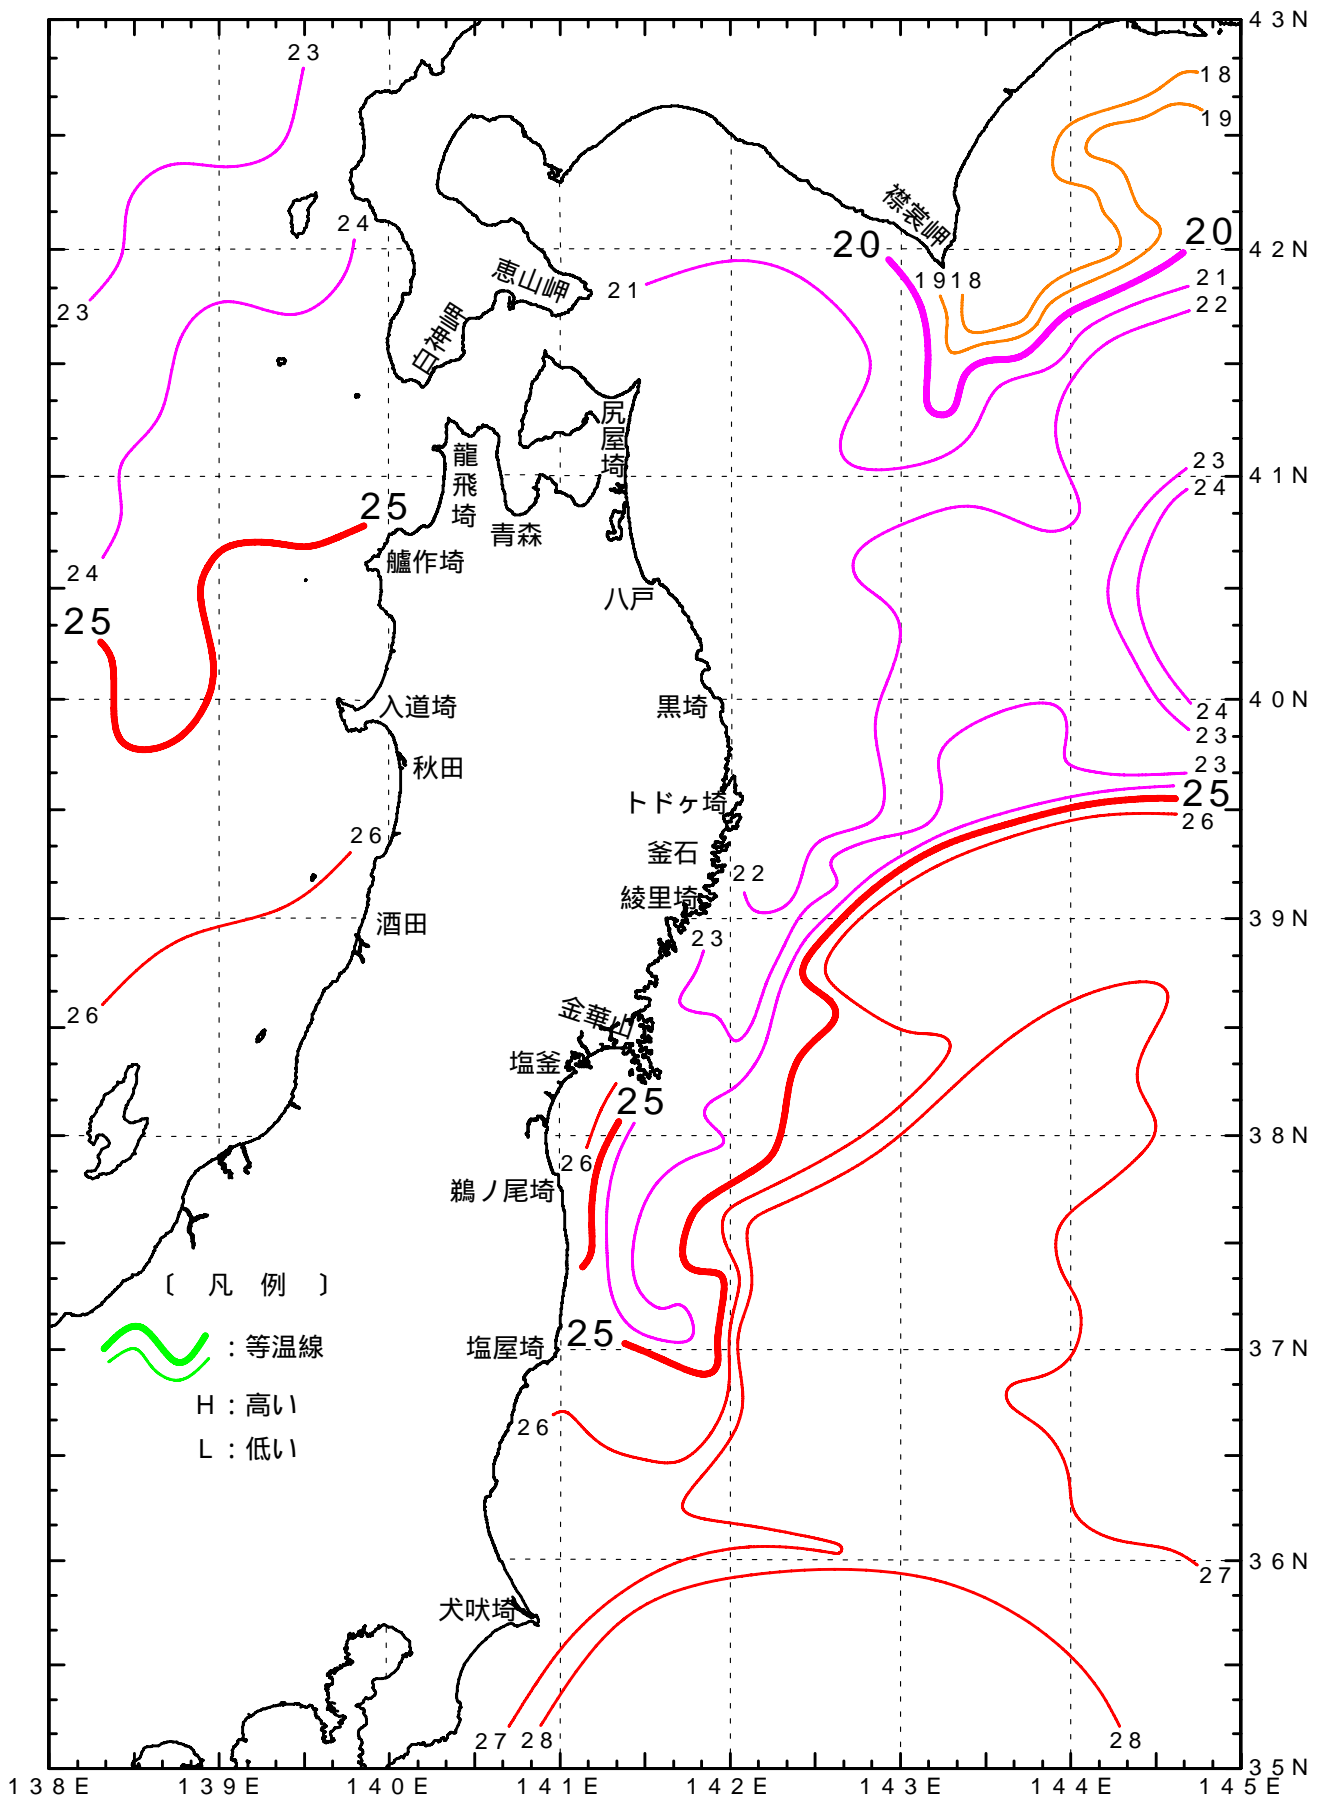 43N
23
18
19
襟裳岬
24
20
20
42N
恵山岬
1918
21
21
23
22
白神岬
尻屋埼
龍飛埼
23
41N
24
25
青森
艫作埼
24
八戸
25
入道埼
黒埼
40N
24
23
秋田
23
トドヶ埼
25
26
26
釜石
22
綾里埼
酒田
39N
23
26
金華山
塩釜
25
38N
26
鵜ノ尾埼
〔 凡 例 〕
25
:等温線
塩屋埼
37N
H:高い
26
L:低い
36N
27
犬吠埼
27
28
28
35N
138E
139E
140E
141E
142E
143E
144E
145E